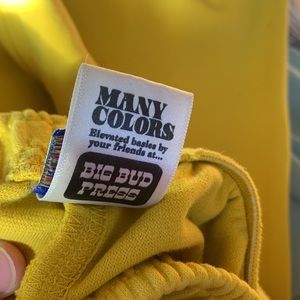 MANY
COLORS
Elevated basics by
your friends at...
BIG BUD
PRESS